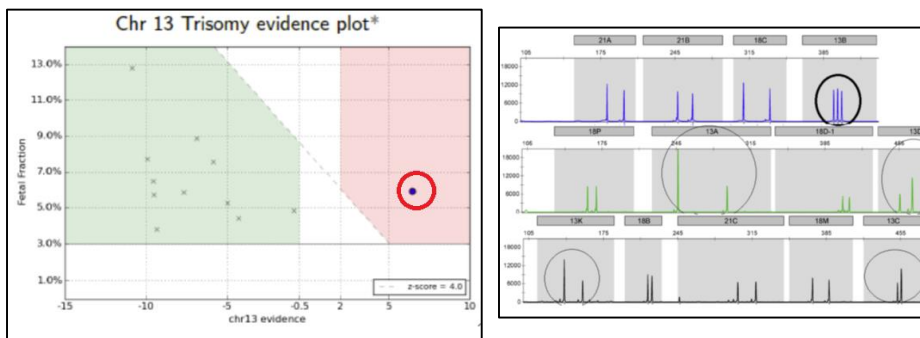 Chr 13 Trisomy evidence plot*
Fetal Fraction
13.0%
11.0%
9.0%
7.0%
5.0%
3.0%
1.0%
z-score = 4.0
-15 -10 -5 -0.5 2 5 10
chr13 evidence
21A 21B 18C 13B
105 175 245 315 385
18000
12000
6000
0
18P 13A 18D-1
105 175 245 315 385 455
18000
12000
6000
0
13K 18B 21C 18M 13C
105 175 245 315 385 455
18000
12000
6000
0